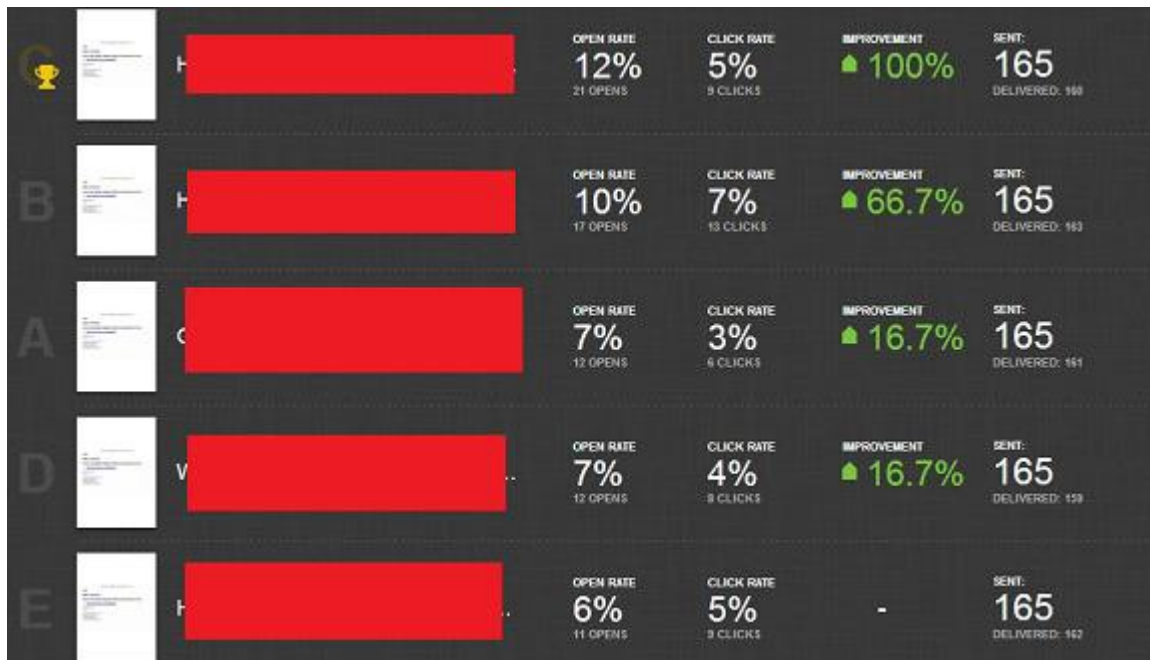 C
H
OPEN RATE CLICK RATE IMPROVEMENT SENT:
12% 5% 100% 165
21 OPENS 9 CLICKS DELIVERED: 160
B
H
OPEN RATE CLICK RATE IMPROVEMENT SENT:
10% 7% 66.7% 165
17 OPENS 13 CLICKS DELIVERED: 163
A
OPEN RATE CLICK RATE IMPROVEMENT SENT:
7% 3% 16.7% 165
12 OPENS 6 CLICKS DELIVERED: 161
D
W
OPEN RATE CLICK RATE IMPROVEMENT SENT:
7% 4% 16.7% 165
12 OPENS 8 CLICKS DELIVERED: 159
E
H
OPEN RATE CLICK RATE SENT:
6% 5% - 165
11 OPENS 9 CLICKS DELIVERED: 162